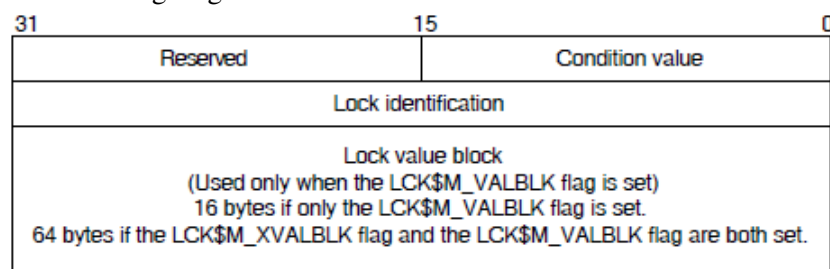 31 15 0
Reserved Condition value
Lock identification
Lock value block
(Used only when the LCK$M_VALBLK flag is set)
16 bytes if only the LCK$M_VALBLK flag is set.
64 bytes if the LCK$M_XVALBLK flag and the LCK$M_VALBLK flag are both set.